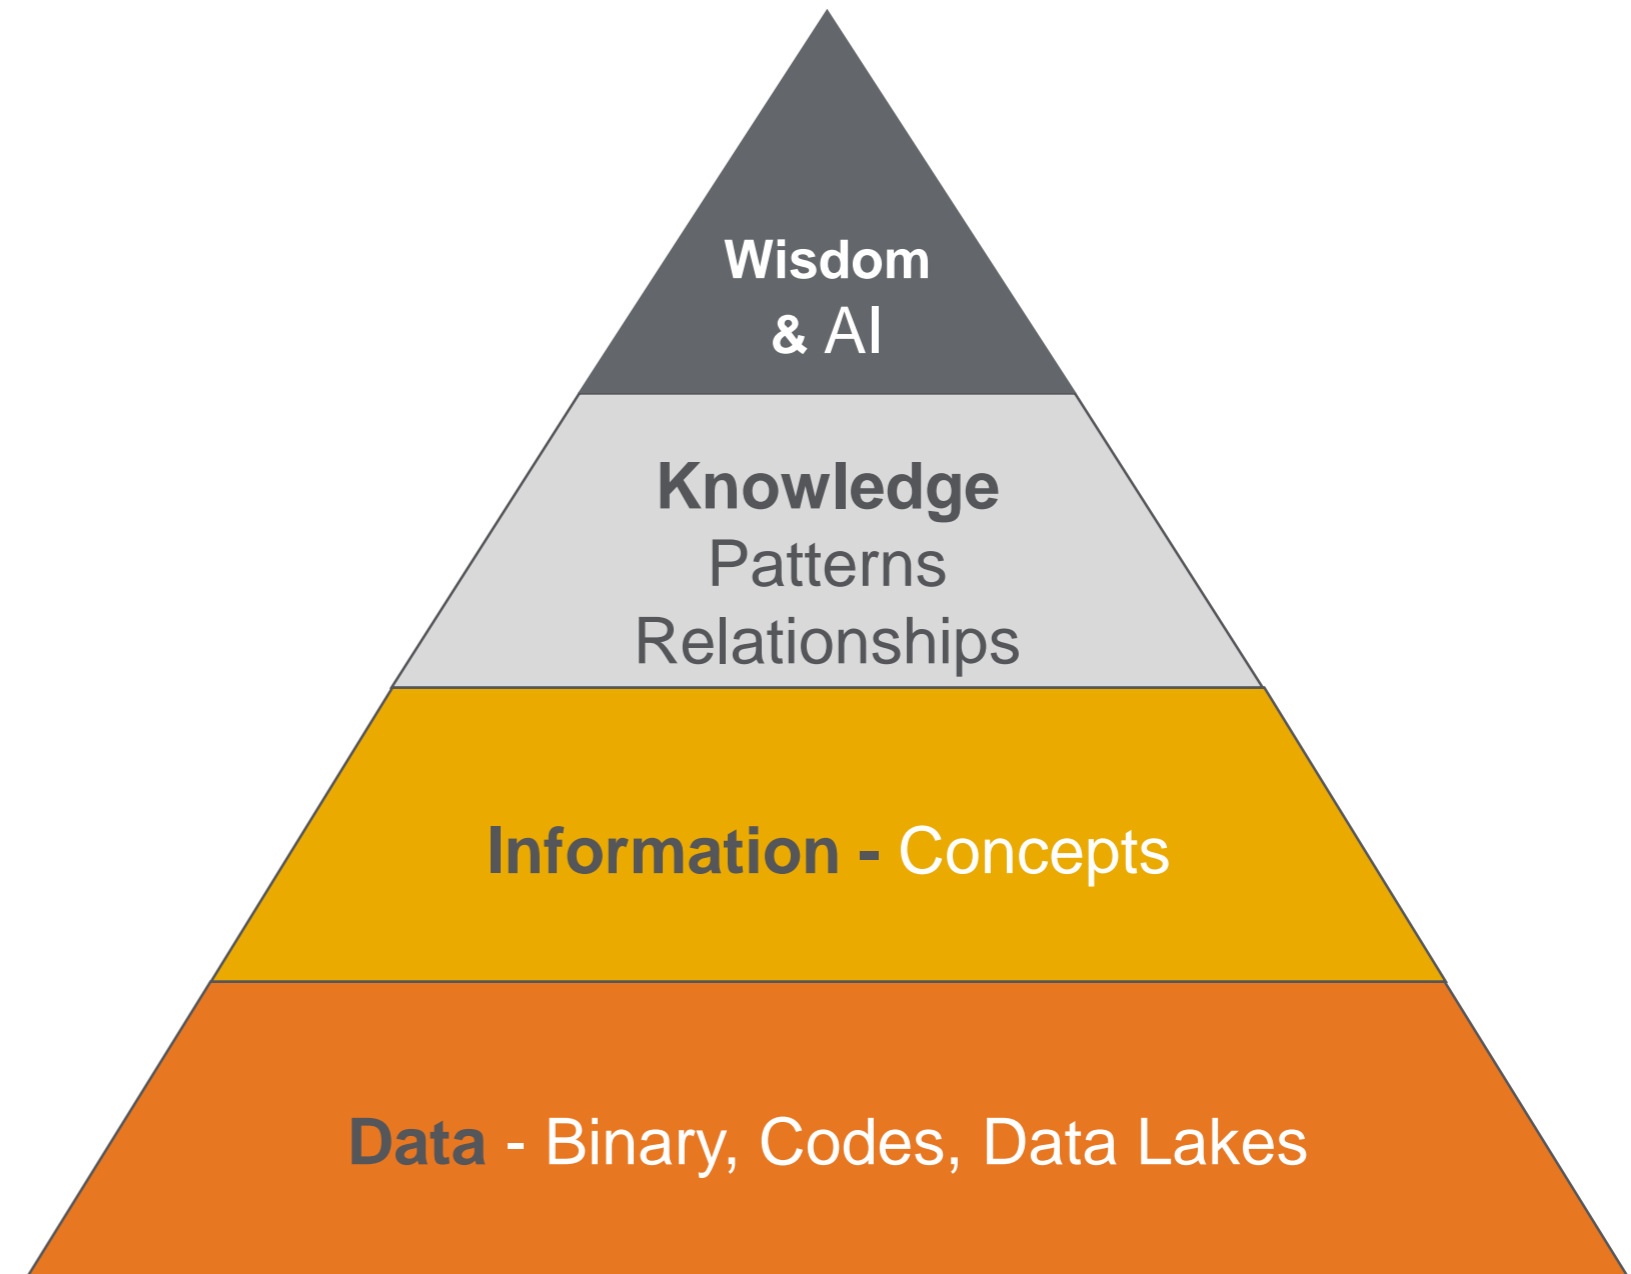 Wisdom
& AI
Knowledge
Patterns
Relationships
Information - Concepts
Data - Binary, Codes, Data Lakes